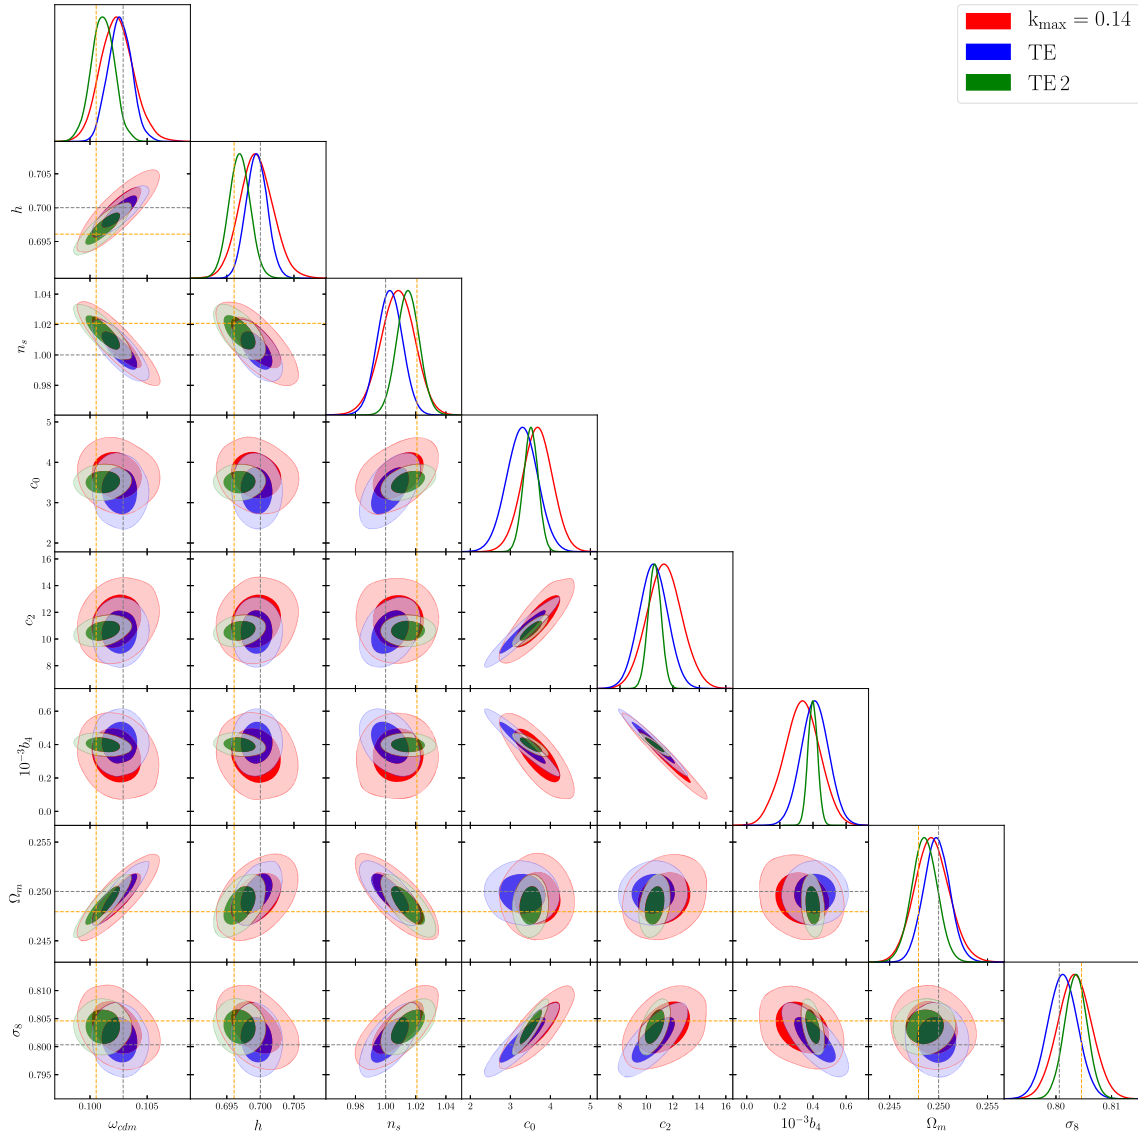 k_max = 0.14
TE
TE 2
0.705
0.700
0.695
h
1.04
1.02
1.00
0.98
n_s
5
4
3
2
c_0
16
14
12
10
8
c_2
0.6
0.4
0.2
0.0
10^{-3}b_4
0.255
0.250
0.245
Ω_m
0.810
0.805
0.800
0.795
σ_8
0.100 0.105 0.695 0.700 0.705 0.98 1.00 1.02 1.04 2 3 4 5 8 10 12 14 16 0.0 0.2 0.4 0.6 0.245 0.250 0.255 0.80 0.81
ω_{cdm} h n_s c_0 c_2 10^{-3}b_4 Ω_m σ_8